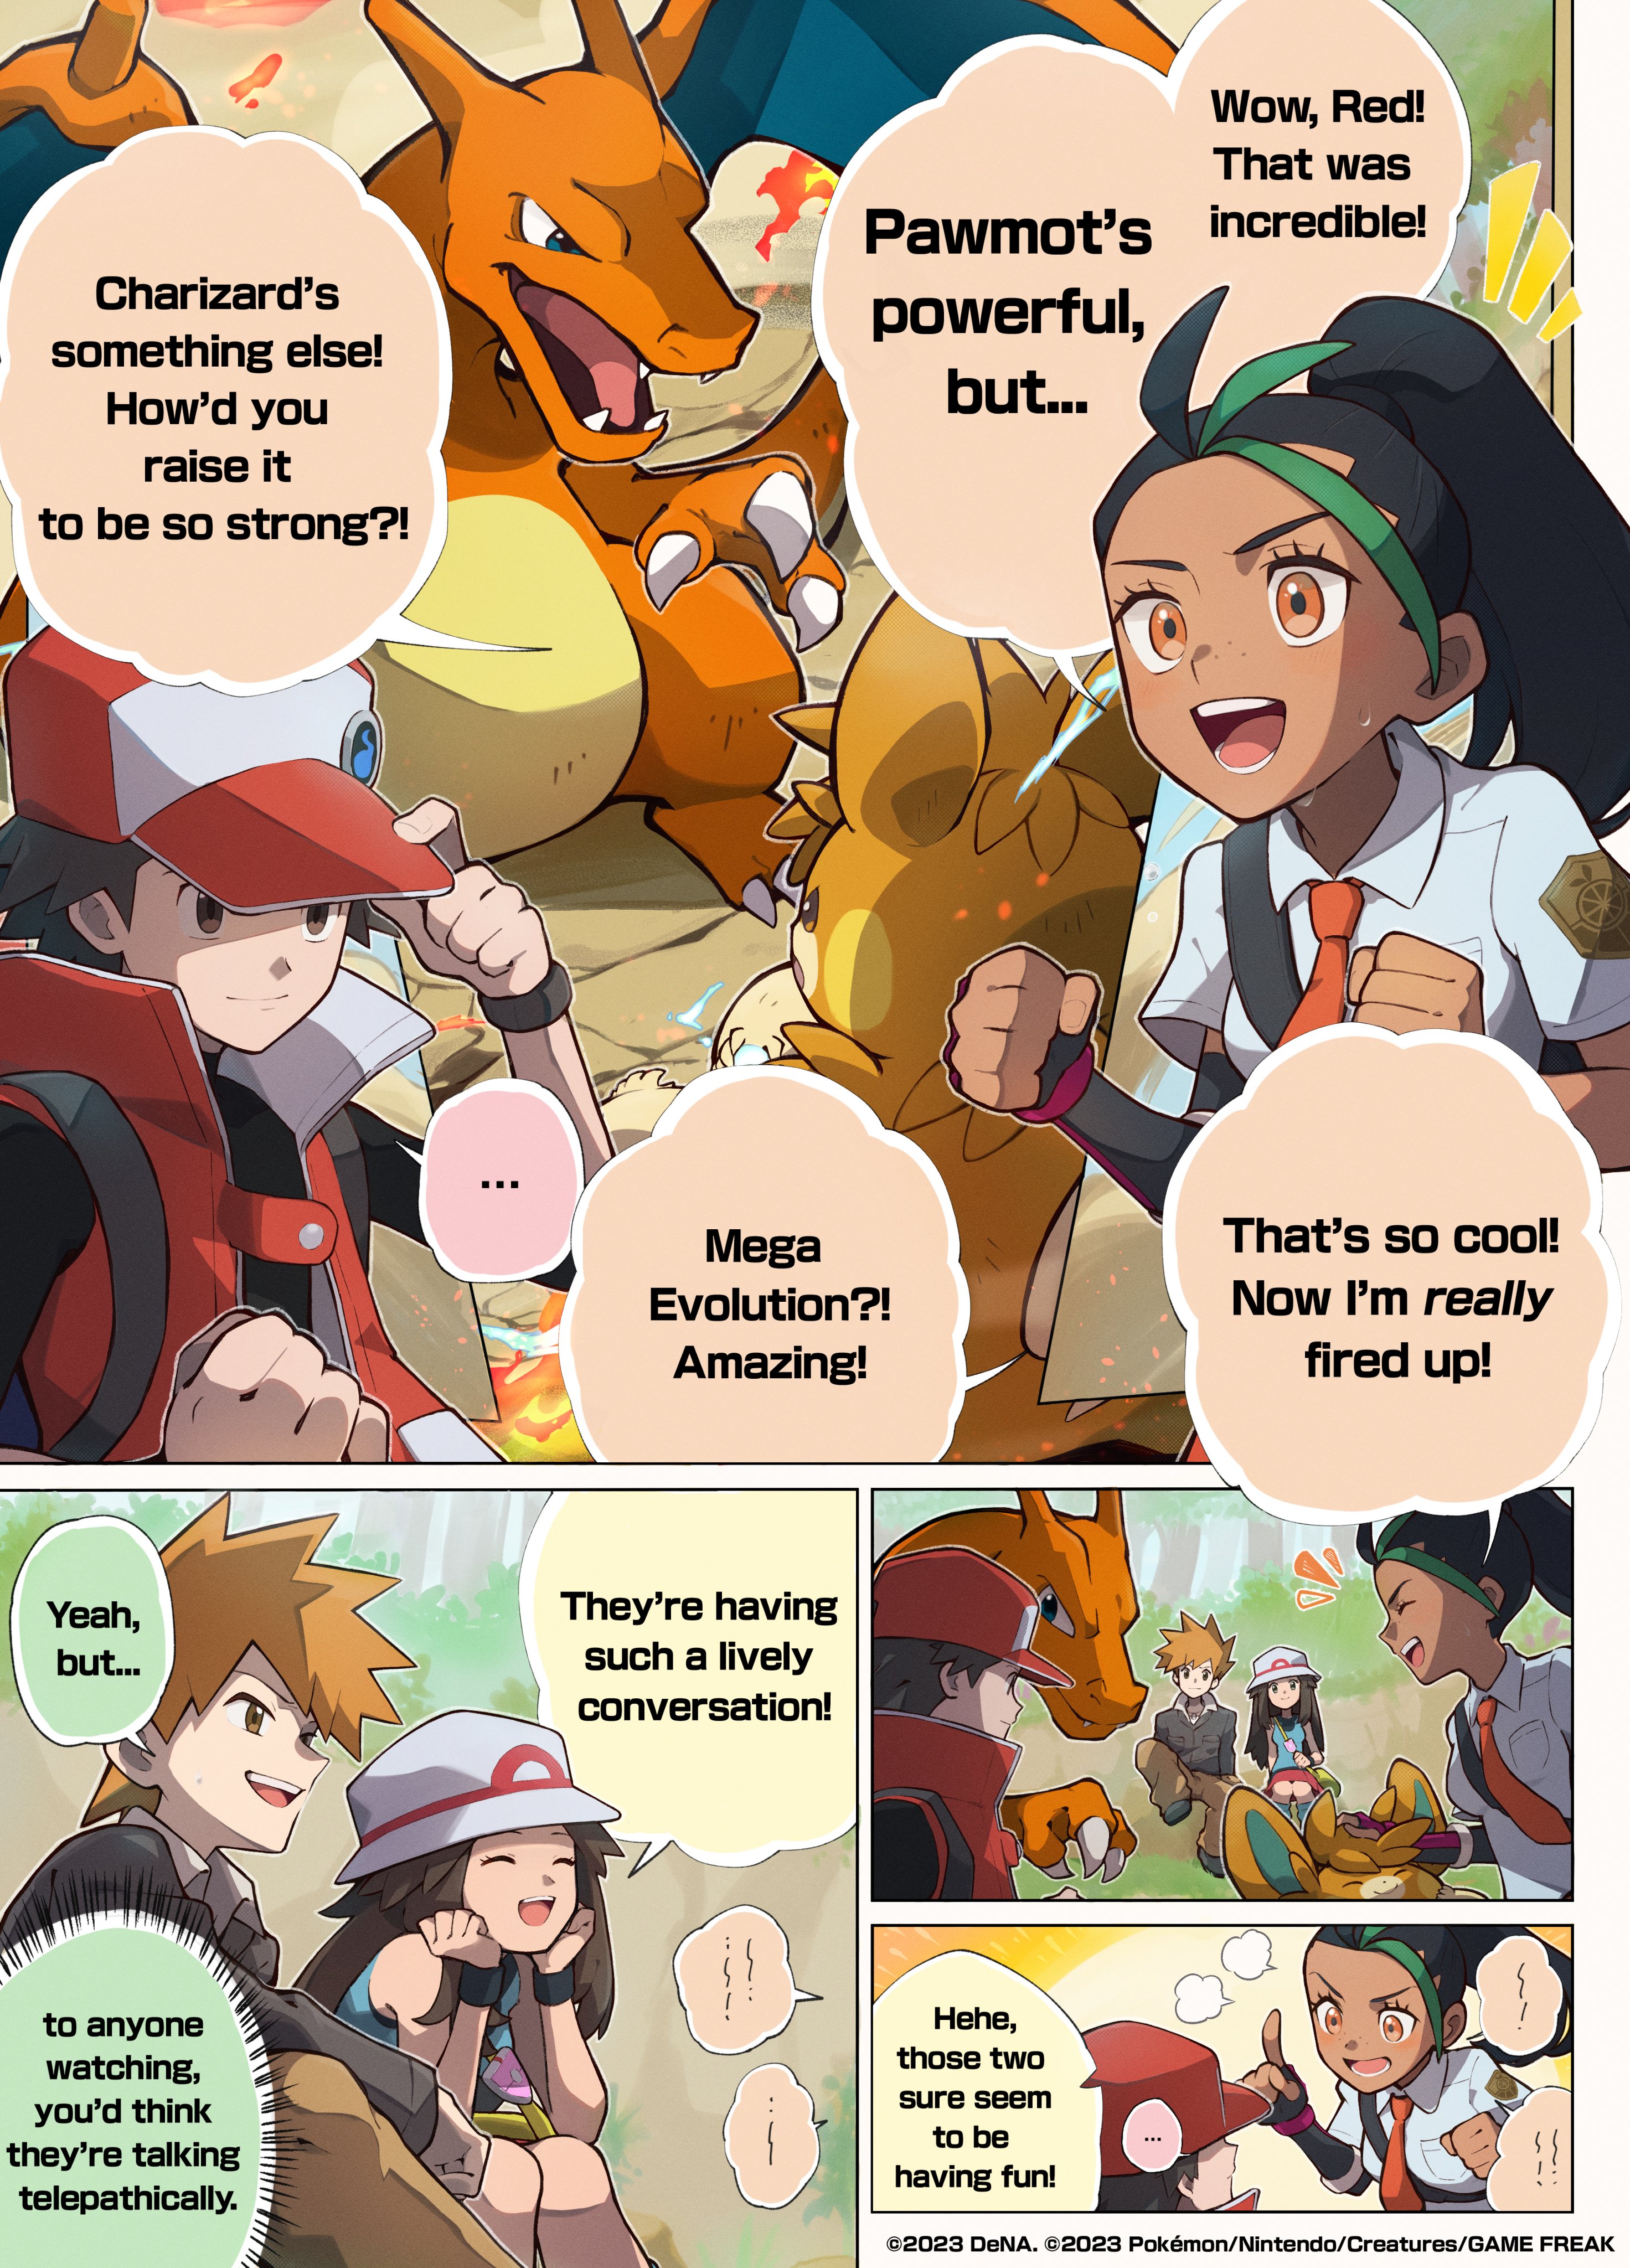 Wow, Red!
That was
incredible!
Pawmot's
powerful,
but...
Charizard's
something else!
How'd you
raise it
to be so strong?!
...
Mega
Evolution?!
Amazing!
That's so cool!
Now I'm really
fired up!
Hehe,
those two
sure seem
to be
having fun!
...
They're having
such a lively
conversation!
Yeah,
but...
to anyone
watching,
you'd think
they're talking
telepathically.
©2023 DeNA. ©2023 Pokémon/Nintendo/Creatures/GAME FREAK